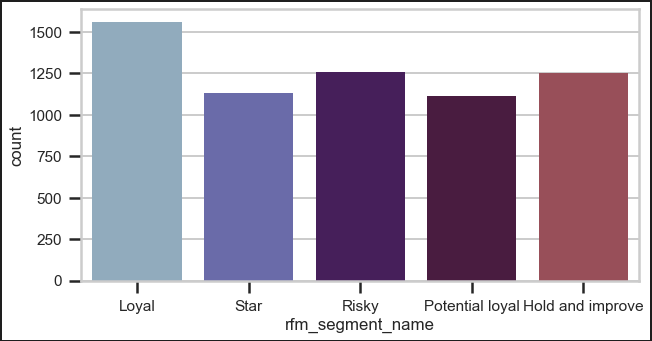 1500
1250
1000
750
500
250
0
count
Loyal Star Risky Potential loyal Hold and improve
rfm_segment_name